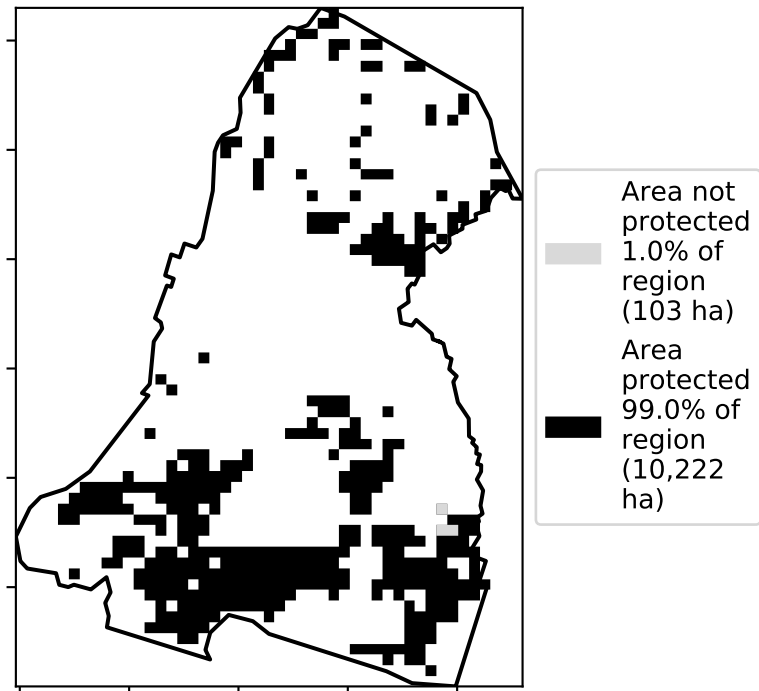 Area not
protected
1.0% of
region
(103 ha)
Area
protected
99.0% of
region
(10,222
ha)